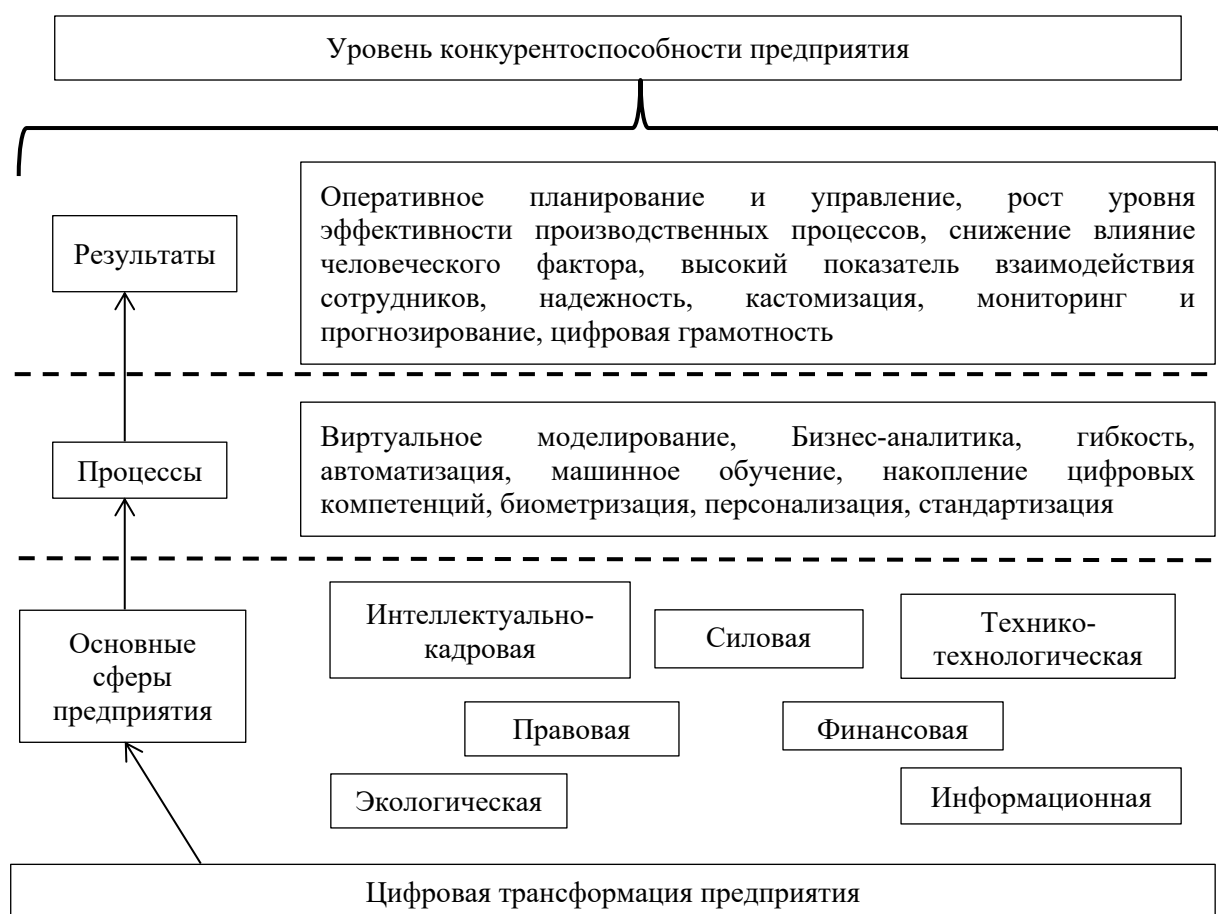 Уровень конкурентоспособности предприятия
Результаты
Оперативное планирование и управление, рост уровня
эффективности производственных процессов, снижение влияние
человеческого фактора, высокий показатель взаимодействия
сотрудников, надежность, кастомизация, мониторинг и
прогнозирование, цифровая грамотность
Процессы
Виртуальное моделирование, Бизнес-аналитика, гибкость,
автоматизация, машинное обучение, накопление цифровых
компетенций, биометризация, персонализация, стандартизация
Основные
сферы
предприятия
Интеллектуально-
кадровая
Силовая
Технико-
технологическая
Правовая
Финансовая
Экологическая
Информационная
Цифровая трансформация предприятия